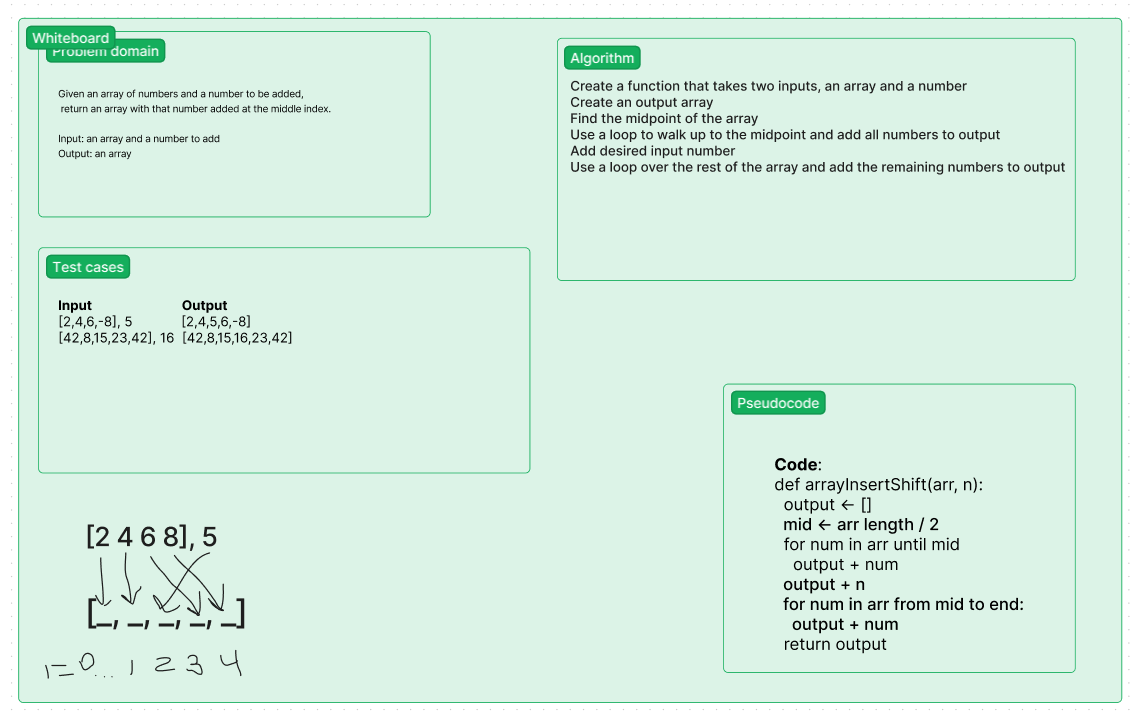 Whiteboard
Problem domain
Given an array of numbers and a number to be added,
return an array with that number added at the middle index.
Input: an array and a number to add
Output: an array
Algorithm
Create a function that takes two inputs, an array and a number
Create an output array
Find the midpoint of the array
Use a loop to walk up to the midpoint and add all numbers to output
Add desired input number
Use a loop over the rest of the array and add the remaining numbers to output
Test cases
Input Output
[2,4,6,-8], 5 [2,4,5,6,-8]
[42,8,15,23,42], 16 [42,8,15,16,23,42]
[2 4 6 8], 5
[_, _, _, _, _]
i=0... 1 2 3 4
Pseudocode
Code:
def arrayInsertShift(arr, n):
output ← []
mid ← arr length / 2
for num in arr until mid
output + num
output + n
for num in arr from mid to end:
output + num
return output